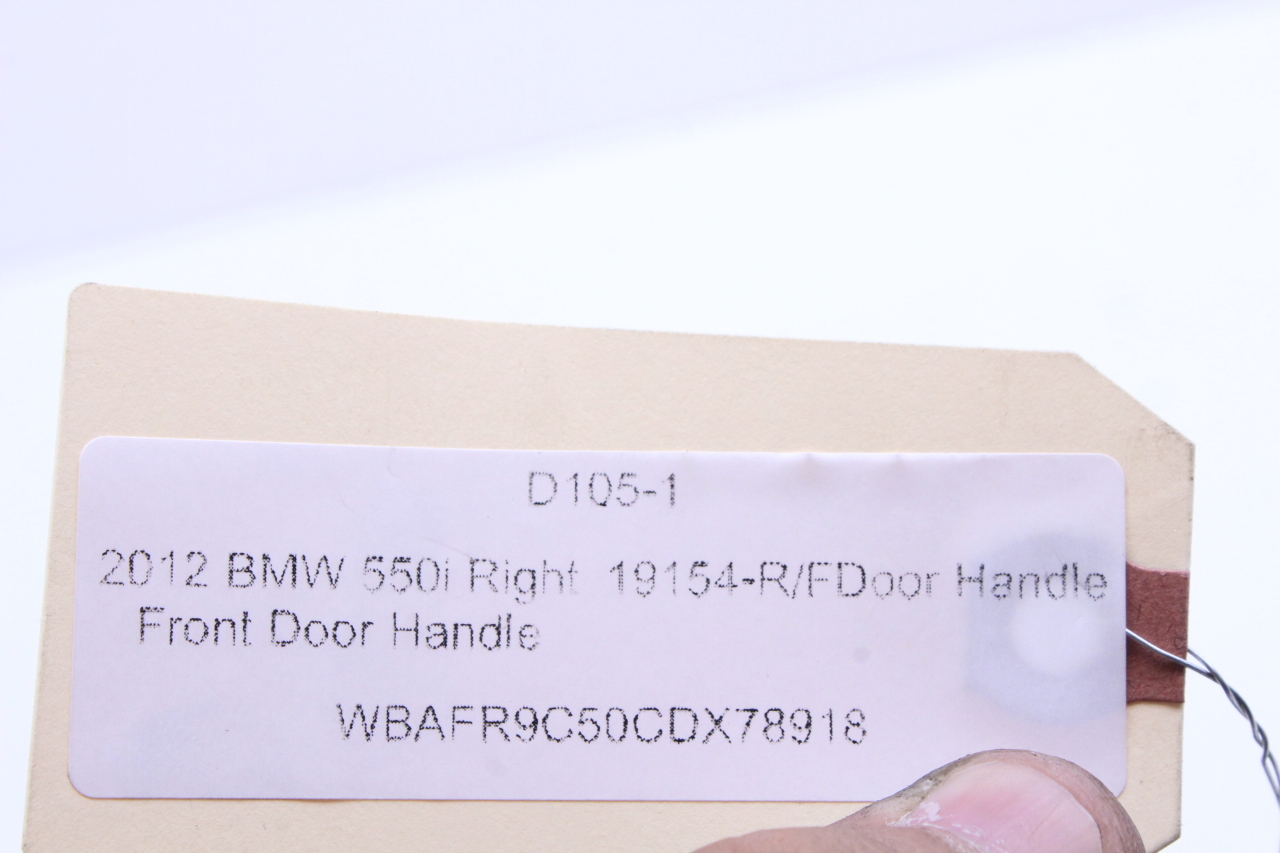 D105-1
2012 BMW 550i Right 19154-R/FDoor Handle
Front Door Handle
WBAFR9C50CDX78918